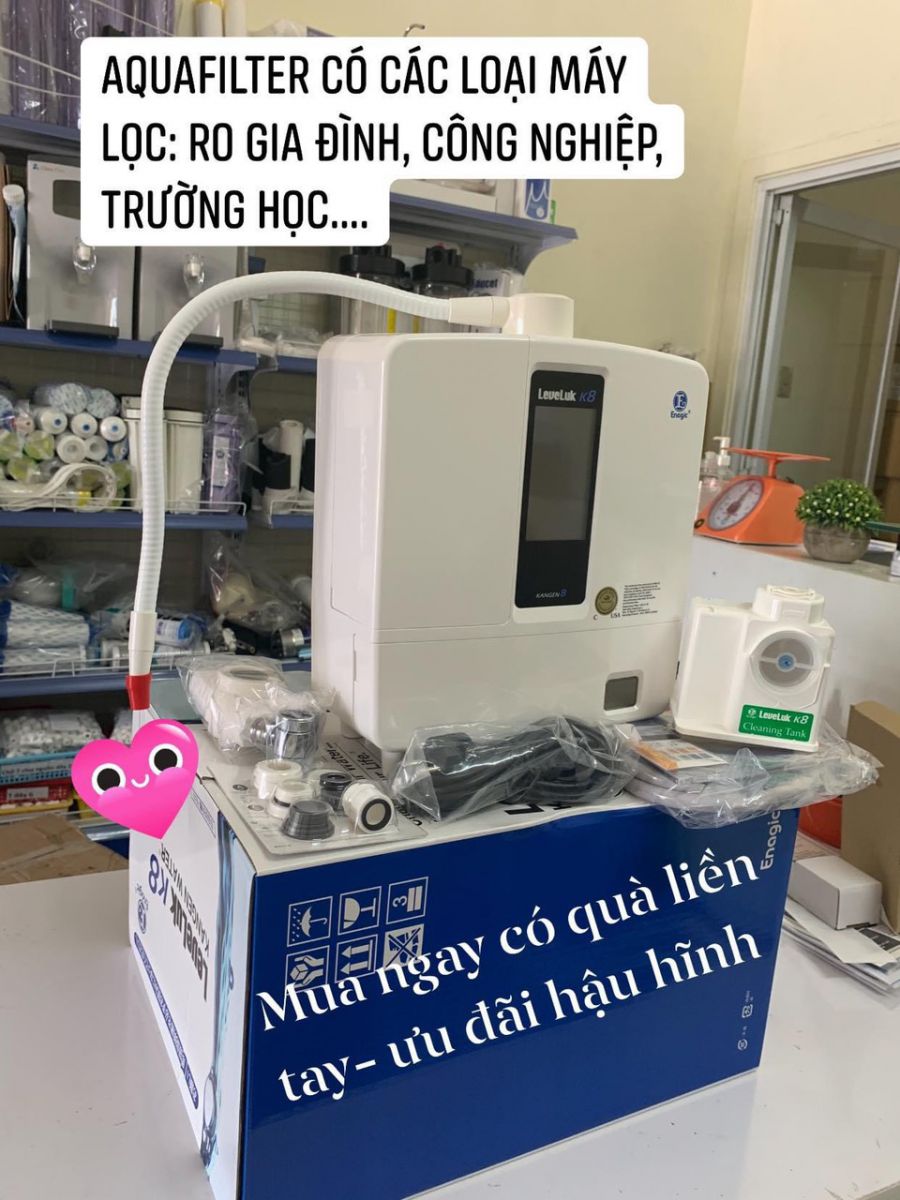 AQUAFILTER CÓ CÁC LOẠI MÁY
LỌC: RO GIA ĐÌNH, CÔNG NGHIỆP,
TRƯỜNG HỌC....
LeveLuk K8
Enagic®
KANGEN 8
LeveLuk K8
Cleaning Tank
Enagic
3
LeveLuk K8
KANGEN WATER
Mua ngay có quà liền
tay- ưu đãi hậu hĩnh